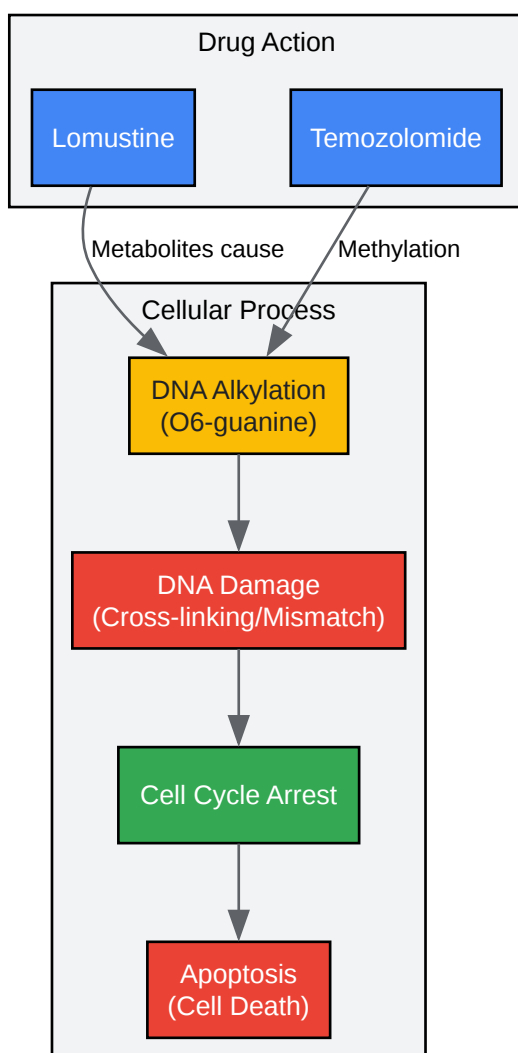 Drug Action
Lomustine
Temozolomide
Metabolites cause
Methylation
Cellular Process
DNA Alkylation
(O6-guanine)
DNA Damage
(Cross-linking/Mismatch)
Cell Cycle Arrest
Apoptosis
(Cell Death)